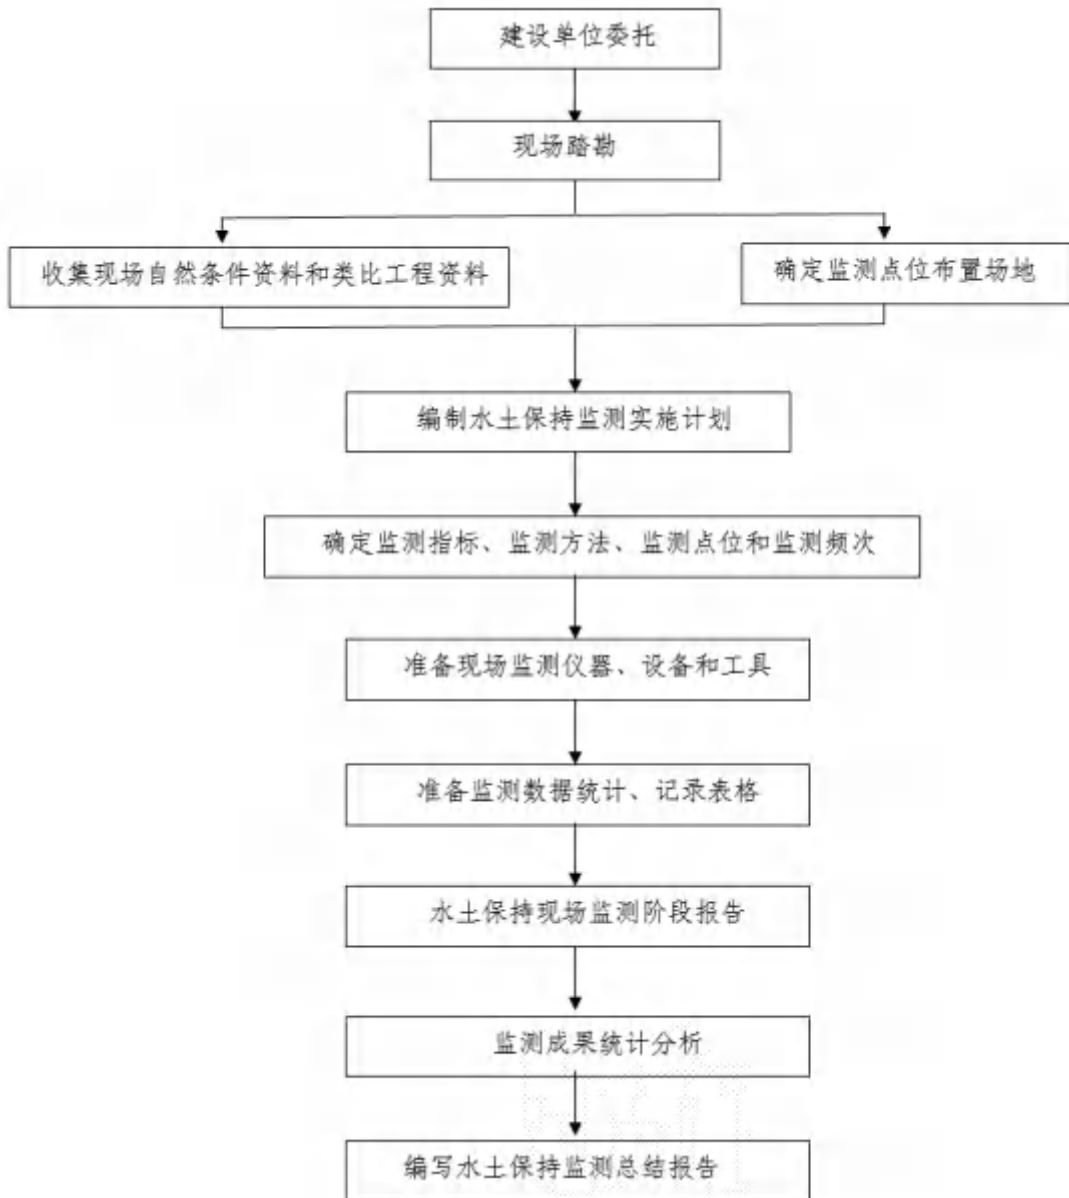 建设单位委托
现场踏勘
收集现场自然条件资料和类比工程资料
确定监测点位布置场地
编制水土保持监测实施计划
确定监测指标、监测方法、监测点位和监测频次
准备现场监测仪器、设备和工具
准备监测数据统计、记录表格
水土保持现场监测阶段报告
监测成果统计分析
编写水土保持监测总结报告